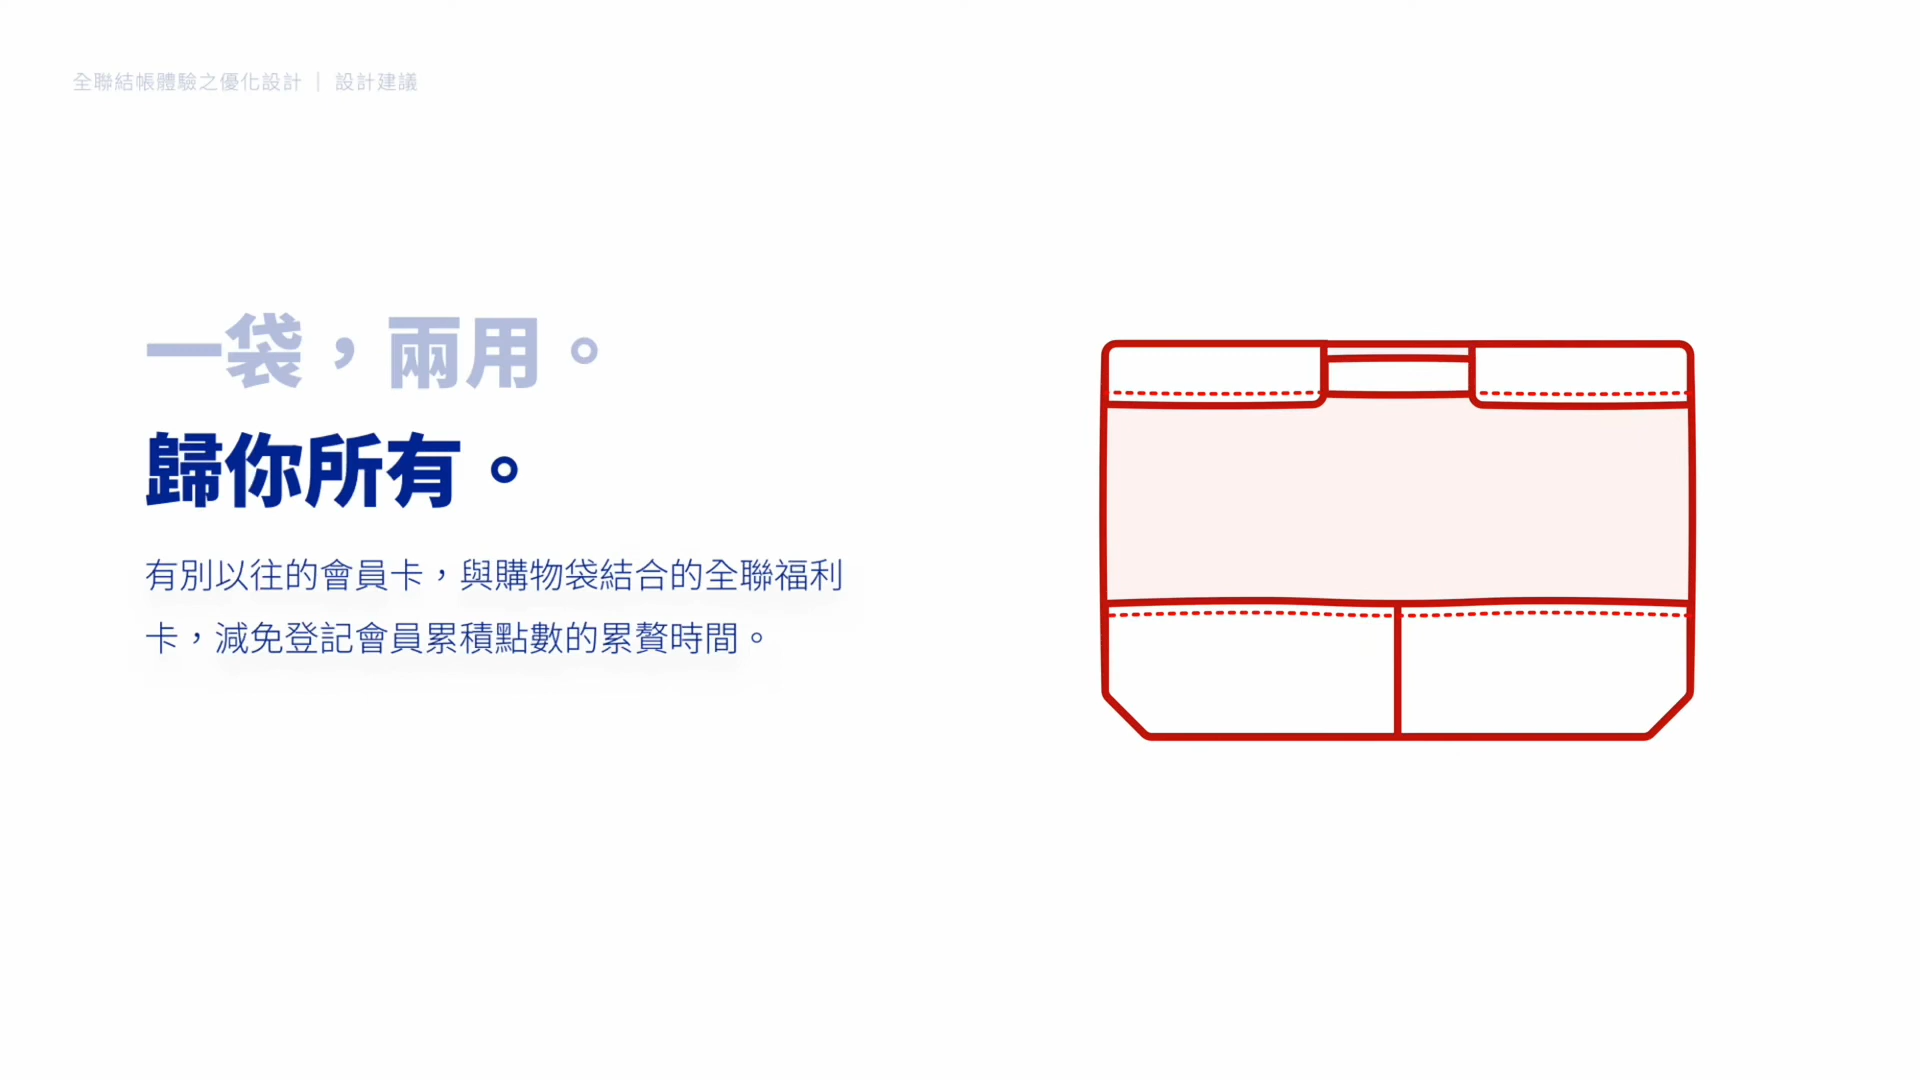 全聯結帳體驗之優化設計 | 設計建議
一袋，兩用。
歸你所有。
有別以往的會員卡，與購物袋結合的全聯福利
卡，減免登記會員累積點數的累贅時間。